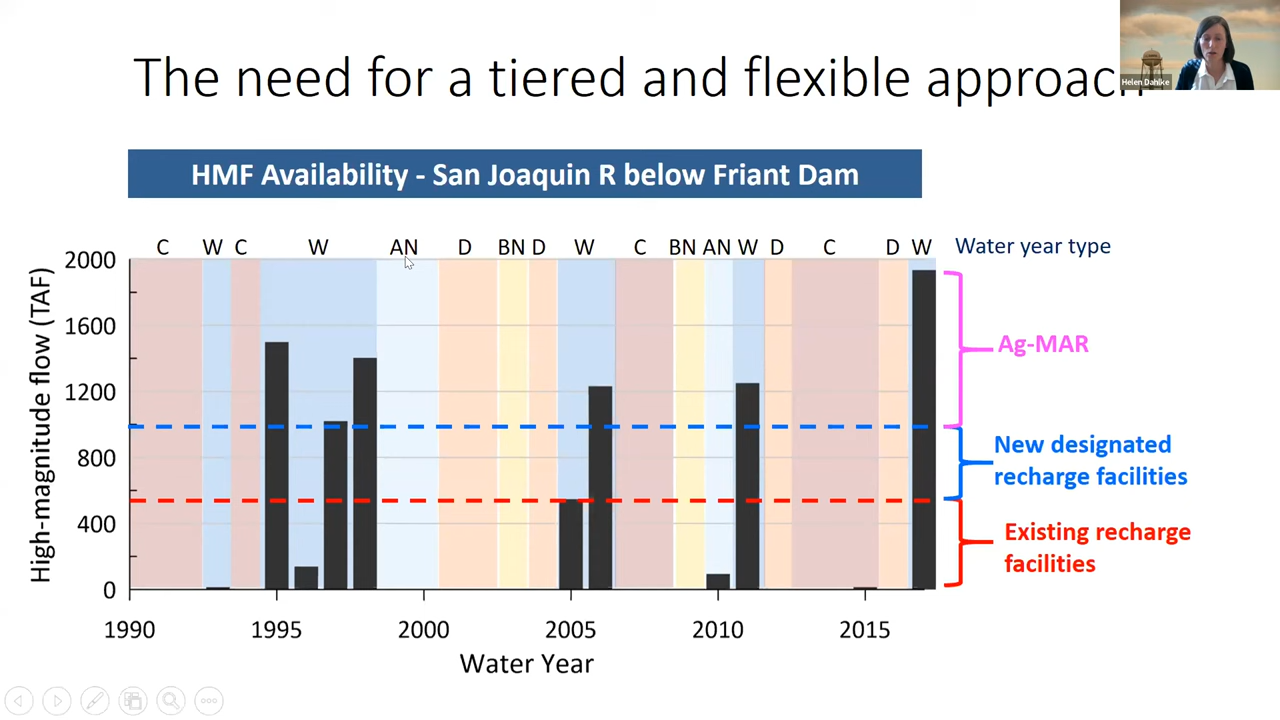 The need for a tiered and flexible approach
Helen Dahlke
HMF Availability - San Joaquin R below Friant Dam
C W C W AN D BN D W C BN AN W D C D W Water year type
High-magnitude flow (TAF)
2000
1600
1200
800
400
0
Ag-MAR
New designated
recharge facilities
Existing recharge
facilities
1990 1995 2000 2005 2010 2015
Water Year